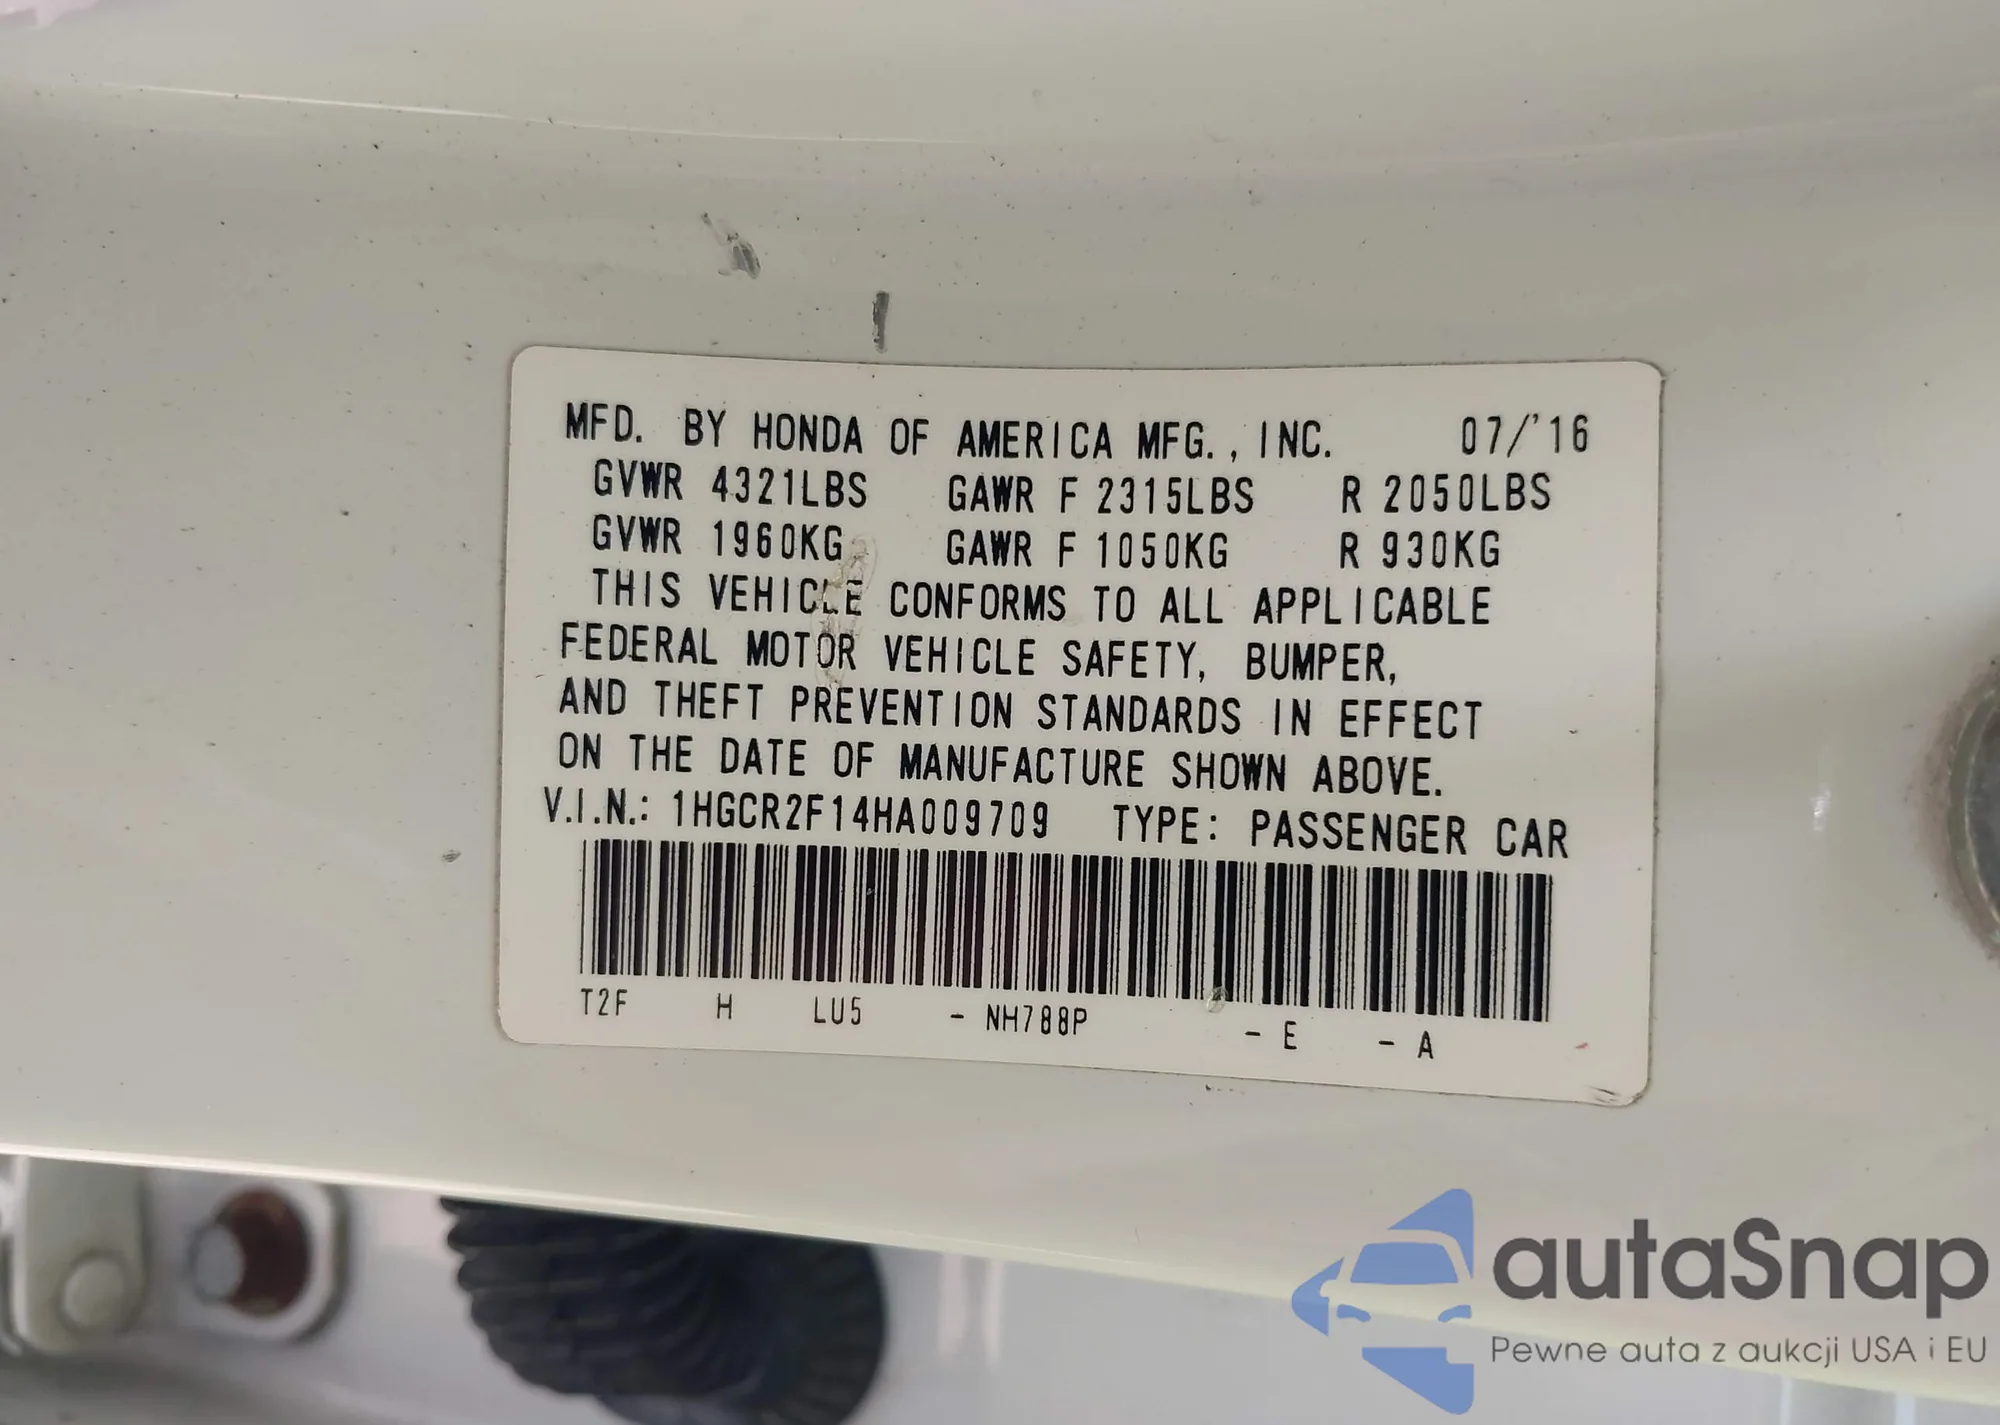 MFD. BY HONDA OF AMERICA MFG., INC. 07/'16
GVWR 4321LBS GAWR F 2315LBS R 2050LBS
GVWR 1960KG GAWR F 1050KG R 930KG
THIS VEHICLE CONFORMS TO ALL APPLICABLE
FEDERAL MOTOR VEHICLE SAFETY, BUMPER,
AND THEFT PREVENTION STANDARDS IN EFFECT
ON THE DATE OF MANUFACTURE SHOWN ABOVE.
V.I.N.: 1HGCR2F14HA009709 TYPE: PASSENGER CAR
T2F H LU5 - NH788P - E - A
autaSnap
Pewne auta z aukcji USA i EU